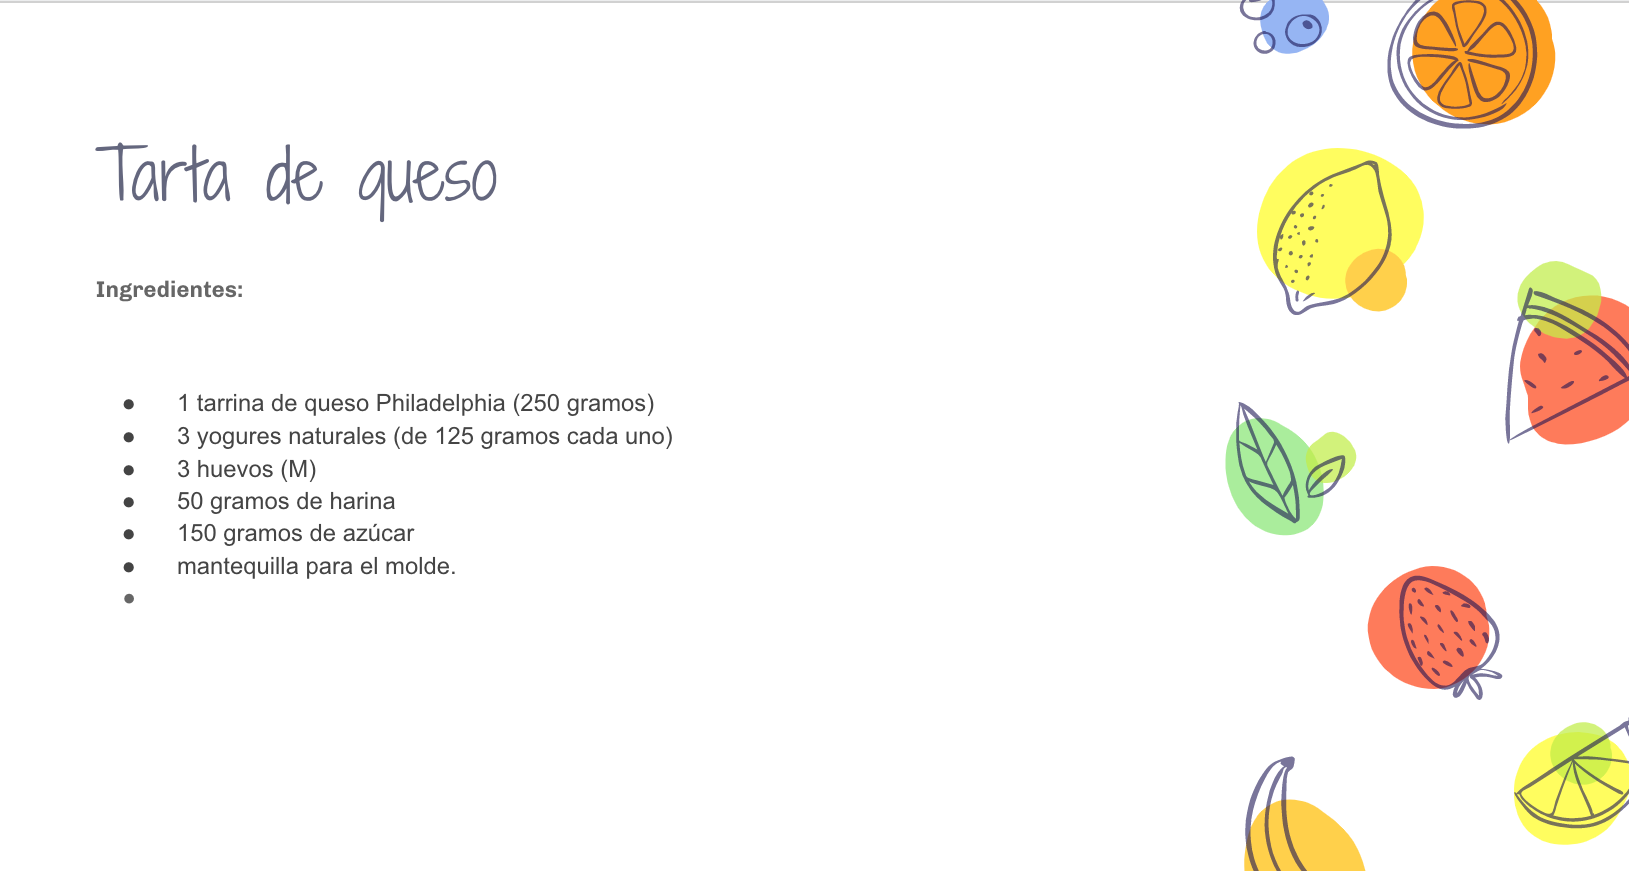 Tarta de queso
Ingredientes:
● 1 tarrina de queso Philadelphia (250 gramos)
● 3 yogures naturales (de 125 gramos cada uno)
● 3 huevos (M)
● 50 gramos de harina
● 150 gramos de azúcar
● mantequilla para el molde.
●